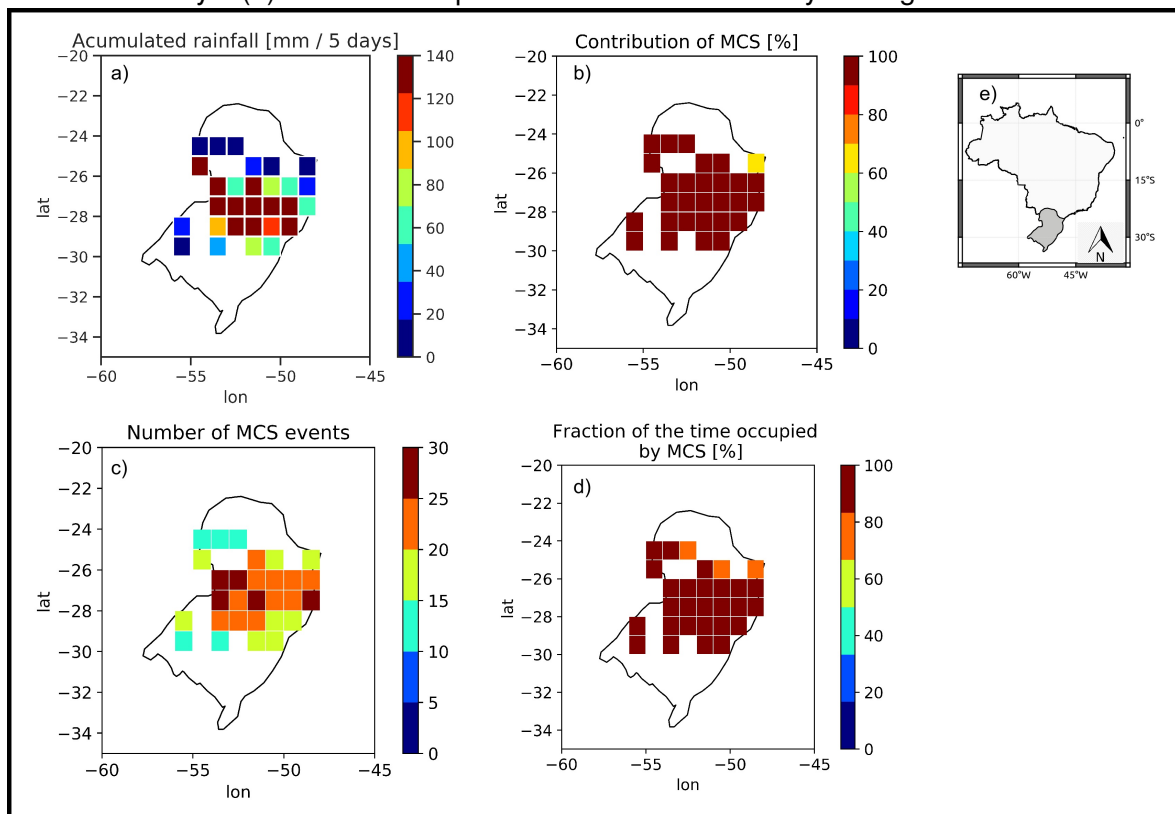 Acumulated rainfall [mm / 5 days]
a)
−20
−22
−24
−26
−28
−30
−32
−34
lat
−60 −55 −50 −45
lon
140
120
100
80
60
40
20
0
Contribution of MCS [%]
b)
−20
−22
−24
−26
−28
−30
−32
−34
lat
−60 −55 −50 −45
lon
100
80
60
40
20
0
e)
0°
15°S
30°S
N
60°W 45°W
Number of MCS events
c)
−20
−22
−24
−26
−28
−30
−32
−34
lat
−60 −55 −50 −45
lon
30
25
20
15
10
5
0
Fraction of the time occupied
by MCS [%]
d)
−20
−22
−24
−26
−28
−30
−32
−34
lat
−60 −55 −50 −45
lon
100
80
60
40
20
0